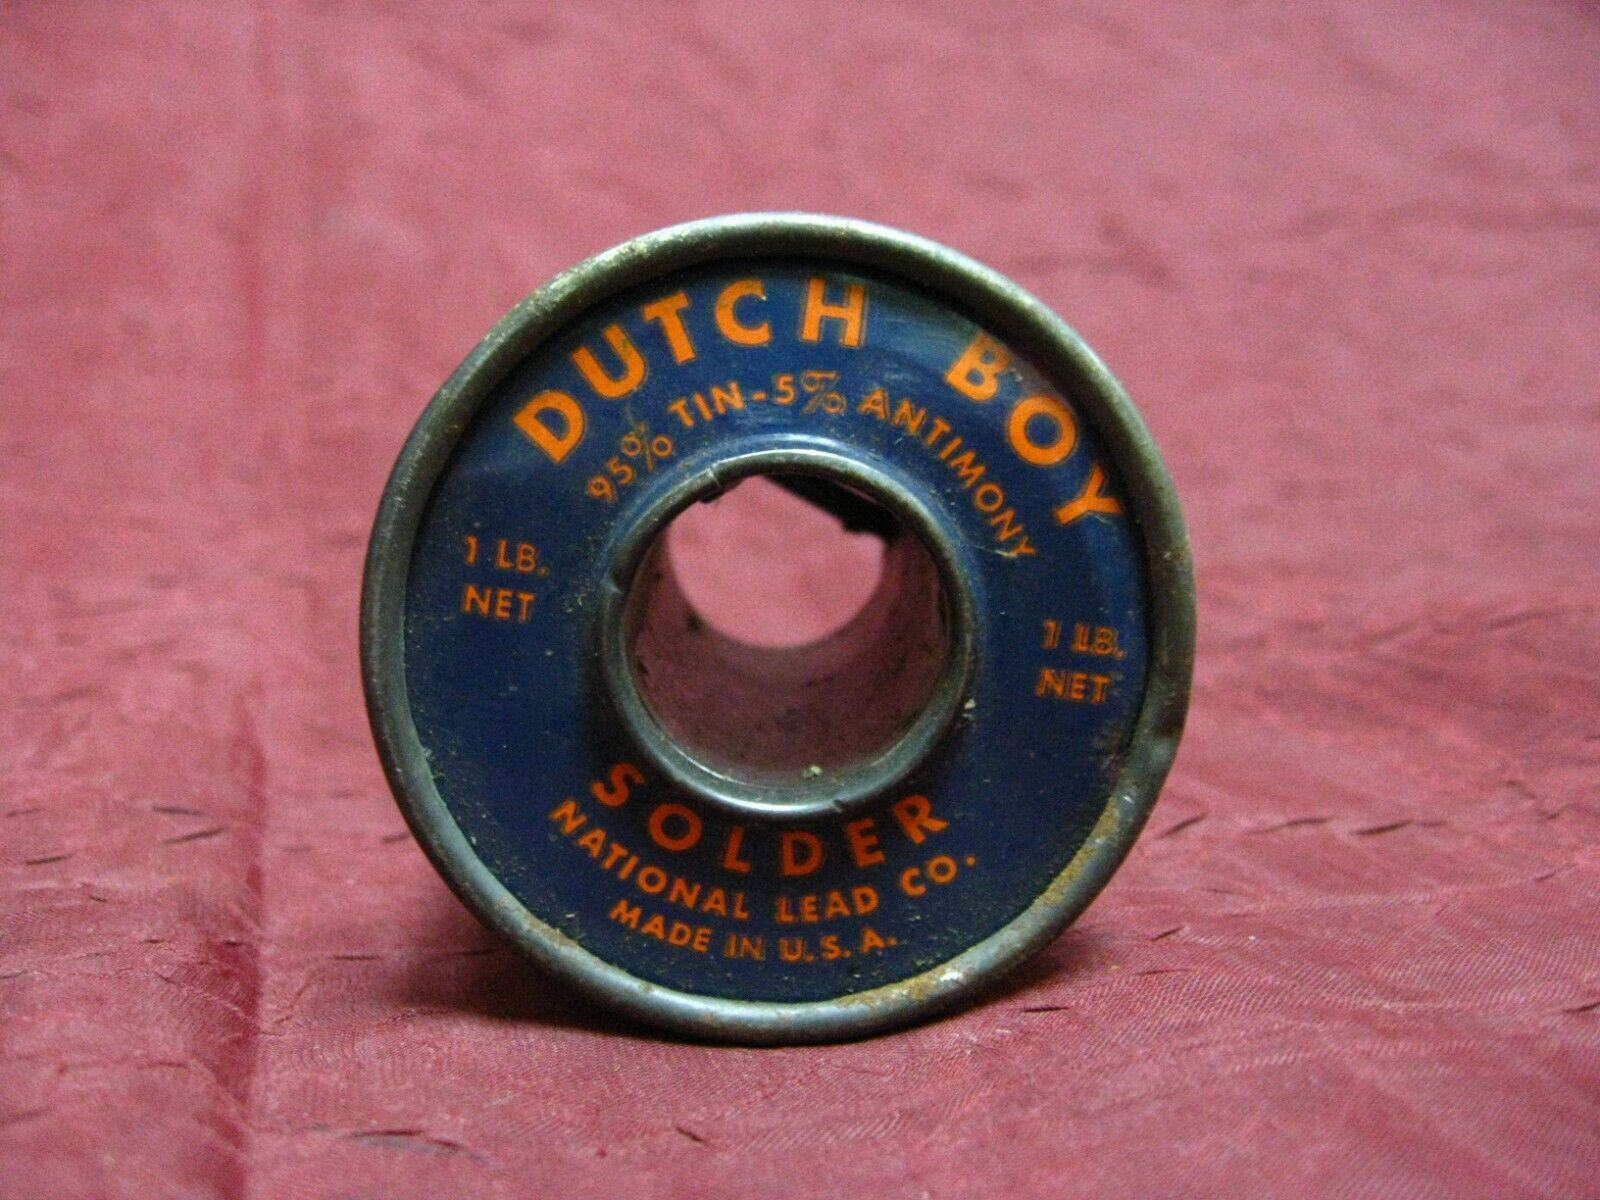 DUTCH BOY
95% TIN-5% ANTIMONY
1 LB.
NET
1 LB.
NET
SOLDER
NATIONAL LEAD CO.
MADE IN U.S.A.